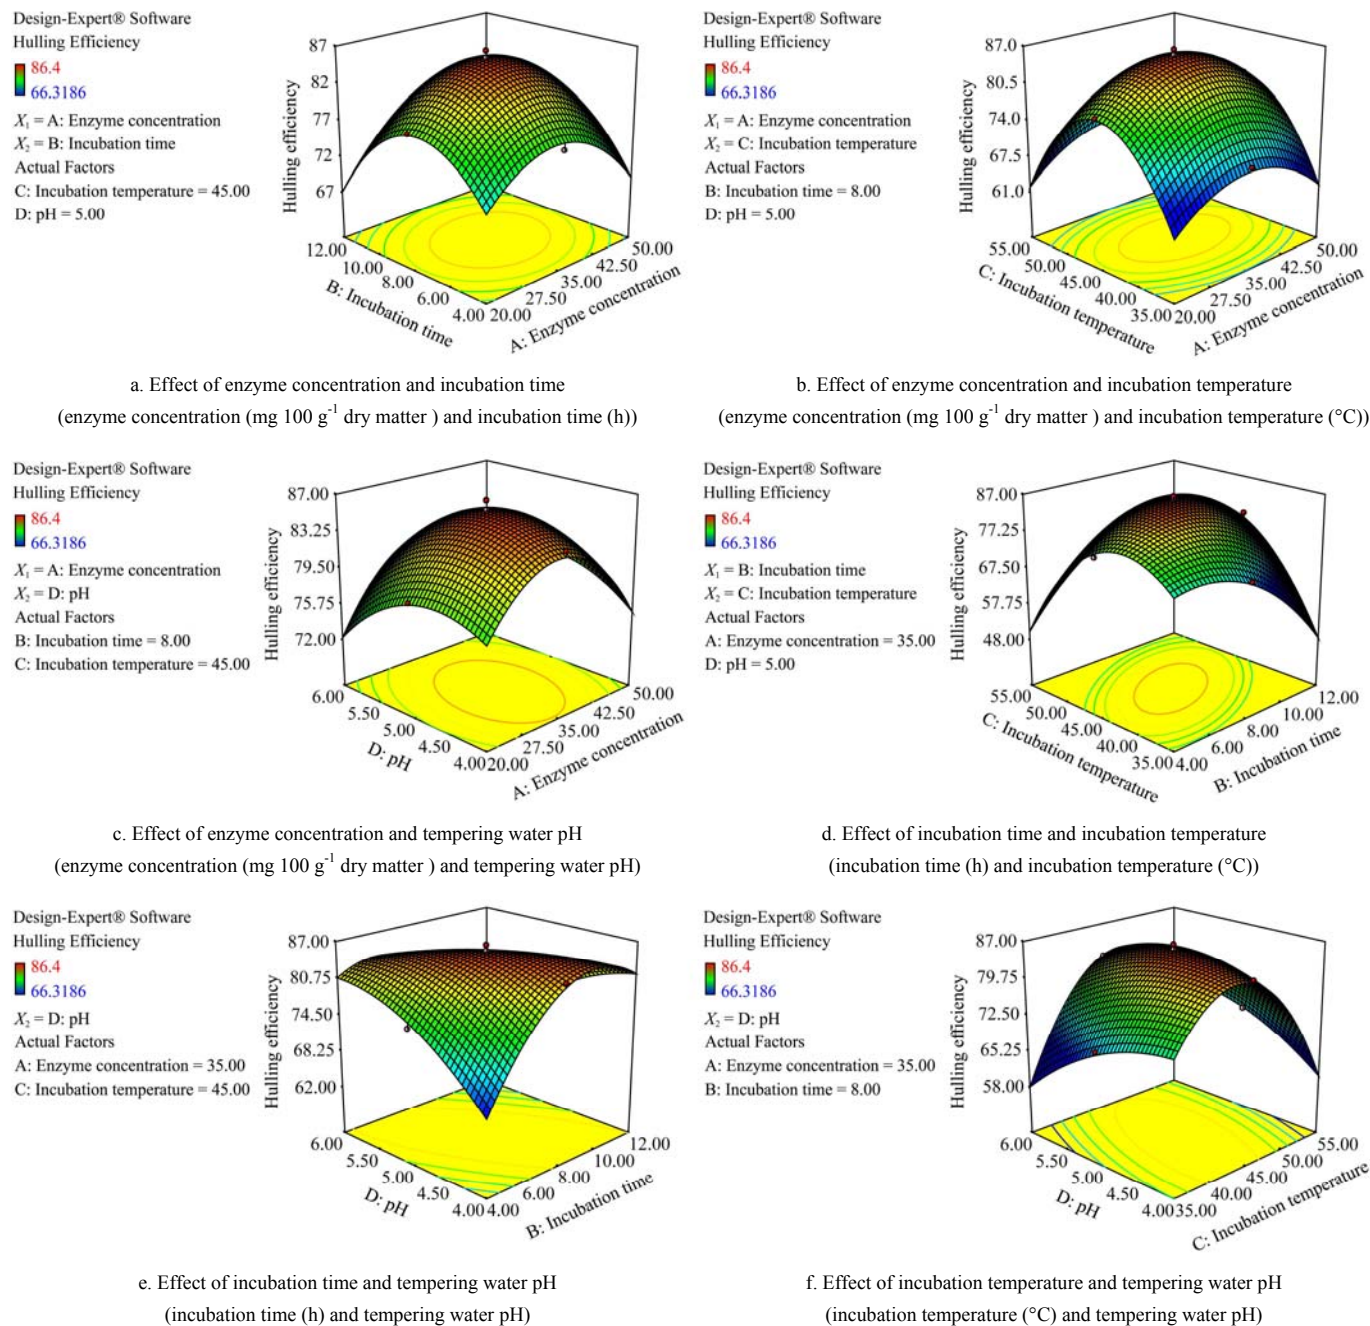 Design-Expert® Software
Hulling Efficiency
86.4
66.3186
X₁ = A: Enzyme concentration
X₂ = B: Incubation time
Actual Factors
C: Incubation temperature = 45.00
D: pH = 5.00
Hulling efficiency
87
82
77
72
67
12.00
10.00
8.00
6.00
4.00
20.00
27.50
35.00
42.50
50.00
B: Incubation time
A: Enzyme concentration
a. Effect of enzyme concentration and incubation time
(enzyme concentration (mg 100 g⁻¹ dry matter ) and incubation time (h))
Design-Expert® Software
Hulling Efficiency
86.4
66.3186
X₁ = A: Enzyme concentration
X₂ = C: Incubation temperature
Actual Factors
B: Incubation time = 8.00
D: pH = 5.00
Hulling efficiency
87.0
80.5
74.0
67.5
61.0
55.00
50.00
45.00
40.00
35.00
20.00
27.50
35.00
42.50
50.00
C: Incubation temperature
A: Enzyme concentration
b. Effect of enzyme concentration and incubation temperature
(enzyme concentration (mg 100 g⁻¹ dry matter ) and incubation temperature (°C))
Design-Expert® Software
Hulling Efficiency
86.4
66.3186
X₁ = A: Enzyme concentration
X₂ = D: pH
Actual Factors
B: Incubation time = 8.00
C: Incubation temperature = 45.00
Hulling efficiency
87.00
83.25
79.50
75.75
72.00
6.00
5.50
5.00
4.50
4.00
20.00
27.50
35.00
42.50
50.00
D: pH
A: Enzyme concentration
c. Effect of enzyme concentration and tempering water pH
(enzyme concentration (mg 100 g⁻¹ dry matter ) and tempering water pH)
Design-Expert® Software
Hulling Efficiency
86.4
66.3186
X₁ = B: Incubation time
X₂ = C: Incubation temperature
Actual Factors
A: Enzyme concentration = 35.00
D: pH = 5.00
Hulling efficiency
87.00
77.25
67.50
57.75
48.00
55.00
50.00
45.00
40.00
35.00
4.00
6.00
8.00
10.00
12.00
C: Incubation temperature
B: Incubation time
d. Effect of incubation time and incubation temperature
(incubation time (h) and incubation temperature (°C))
Design-Expert® Software
Hulling Efficiency
86.4
66.3186
X₂ = D: pH
Actual Factors
A: Enzyme concentration = 35.00
C: Incubation temperature = 45.00
Hulling efficiency
87.00
80.75
74.50
68.25
62.00
6.00
5.50
5.00
4.50
4.00
4.00
6.00
8.00
10.00
12.00
D: pH
B: Incubation time
e. Effect of incubation time and tempering water pH
(incubation time (h) and tempering water pH)
Design-Expert® Software
Hulling Efficiency
86.4
66.3186
X₂ = D: pH
Actual Factors
A: Enzyme concentration = 35.00
B: Incubation time = 8.00
Hulling efficiency
87.00
79.75
72.50
65.25
58.00
6.00
5.50
5.00
4.50
4.00
35.00
40.00
45.00
50.00
55.00
D: pH
C: Incubation temperature
f. Effect of incubation temperature and tempering water pH
(incubation temperature (°C) and tempering water pH)